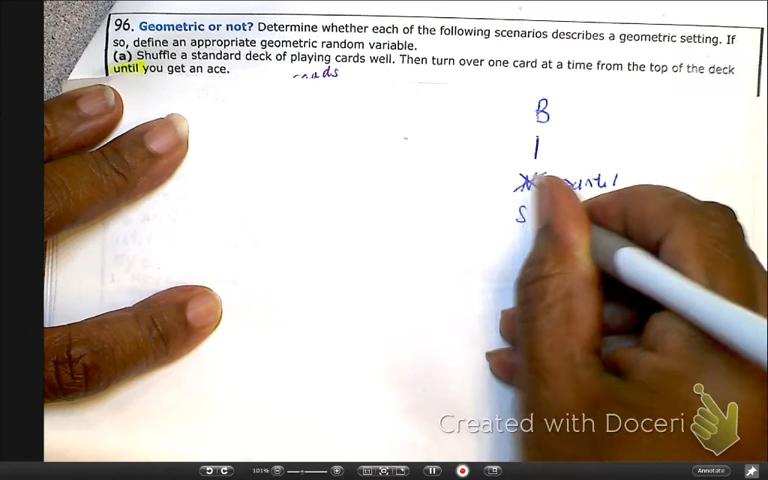 96. Geometric or not? Determine whether each of the following scenarios describes a geometric setting. If
so, define an appropriate geometric random variable.
(a) Shuffle a standard deck of playing cards well. Then turn over one card at a time from the top of the deck
until you get an ace.
B
I
until
S
Created with Doceri
101%
Annotate